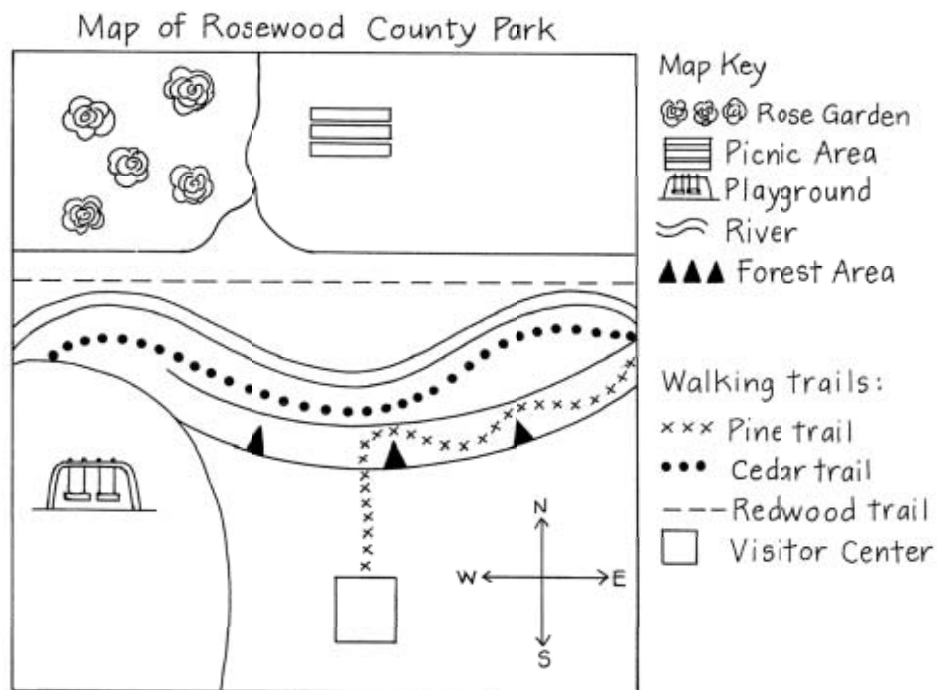 Map of Rosewood County Park
Map Key
Rose Garden
Picnic Area
Playground
River
Forest Area
Walking trails:
x x x Pine trail
Cedar trail
Redwood trail
Visitor Center
N
W E
S